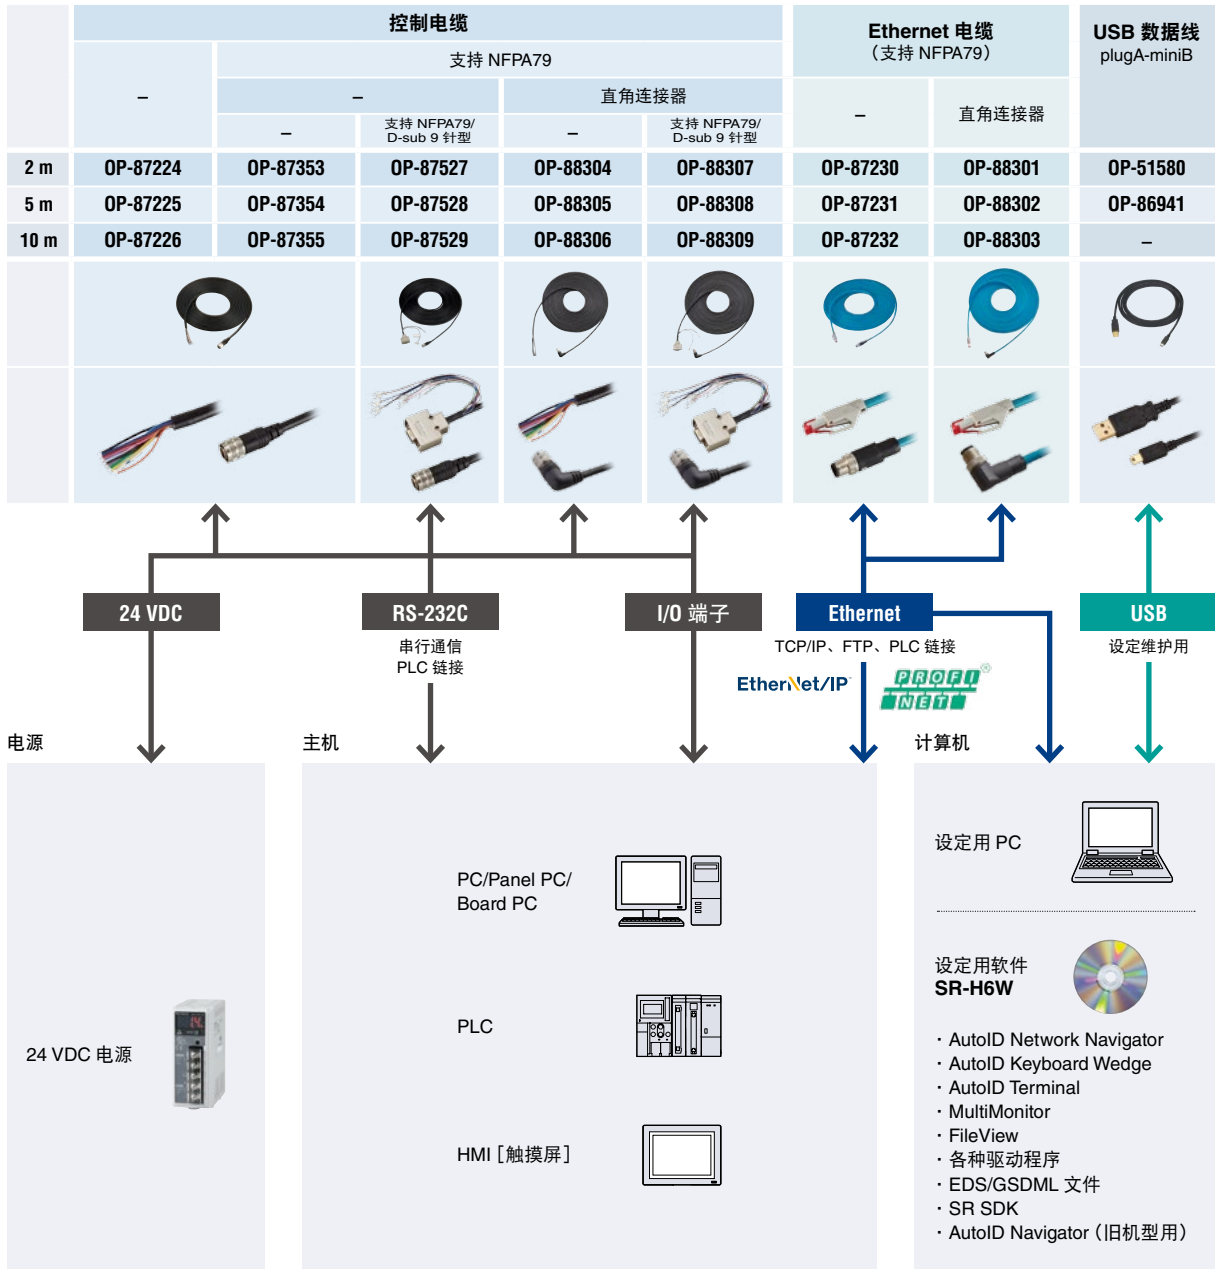 控制电缆
Ethernet 电缆
（支持 NFPA79）
USB 数据线
plugA-miniB
支持 NFPA79
–
–
直角连接器
–
直角连接器
–
支持 NFPA79/
D-sub 9 针型
–
支持 NFPA79/
D-sub 9 针型
2 m OP-87224 OP-87353 OP-87527 OP-88304 OP-88307 OP-87230 OP-88301 OP-51580
5 m OP-87225 OP-87354 OP-87528 OP-88305 OP-88308 OP-87231 OP-88302 OP-86941
10 m OP-87226 OP-87355 OP-87529 OP-88306 OP-88309 OP-87232 OP-88303 –
24 VDC RS-232C I/O 端子 Ethernet USB
串行通信
PLC 链接
TCP/IP、FTP、PLC 链接
设定维护用
EtherNet/IP
PROFI
NET
电源
主机
计算机
设定用 PC
PC/Panel PC/
Board PC
设定用软件
SR-H6W
PLC
24 VDC 电源
HMI［触摸屏］
· AutoID Network Navigator
· AutoID Keyboard Wedge
· AutoID Terminal
· MultiMonitor
· FileView
· 各种驱动程序
· EDS/GSDML 文件
· SR SDK
· AutoID Navigator（旧机型用）